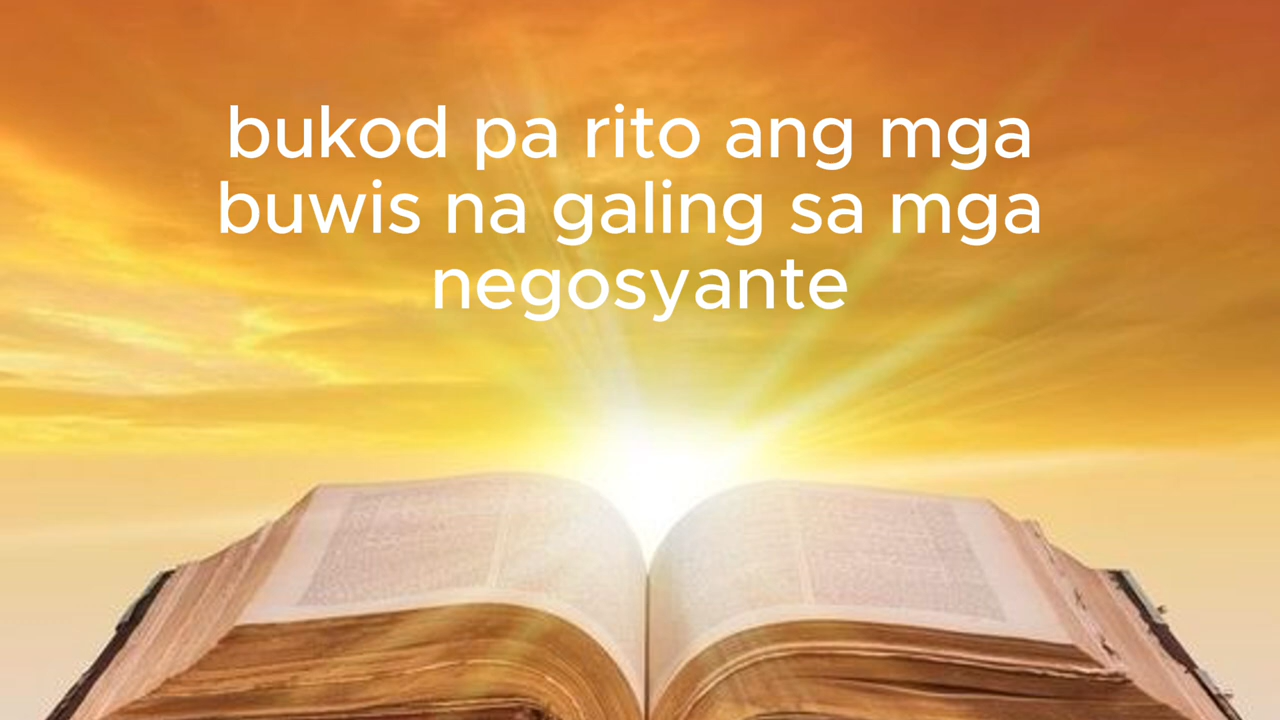 bukod pa rito ang mga
buwis na galing sa mga
negosyante